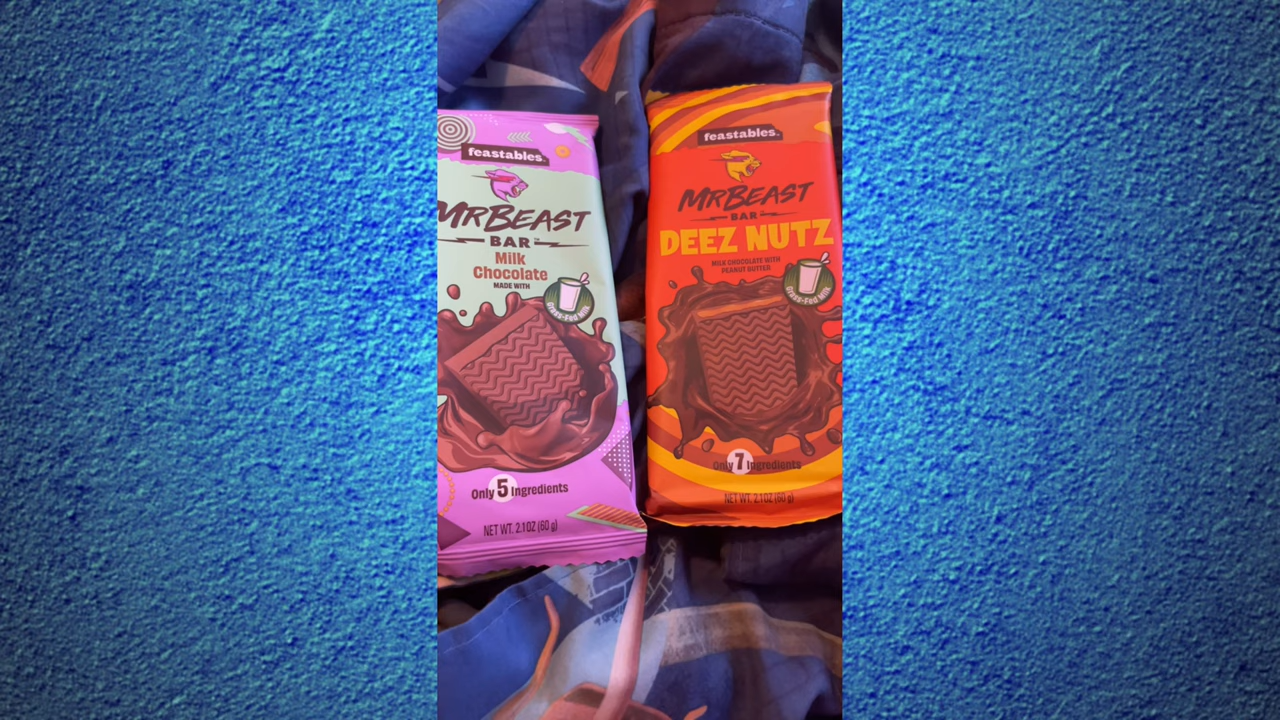 feastables.
MRBEAST
BAR™
Milk
Chocolate
MADE WITH
Grass-Fed Milk
Only 5 Ingredients
NET WT. 2.1OZ (60 g)
feastables.
MRBEAST
BAR
DEEZ NUTZ
MILK CHOCOLATE WITH
PEANUT BUTTER
Grass-Fed Milk
Only 7 Ingredients
NET WT. 2.1OZ (60 g)